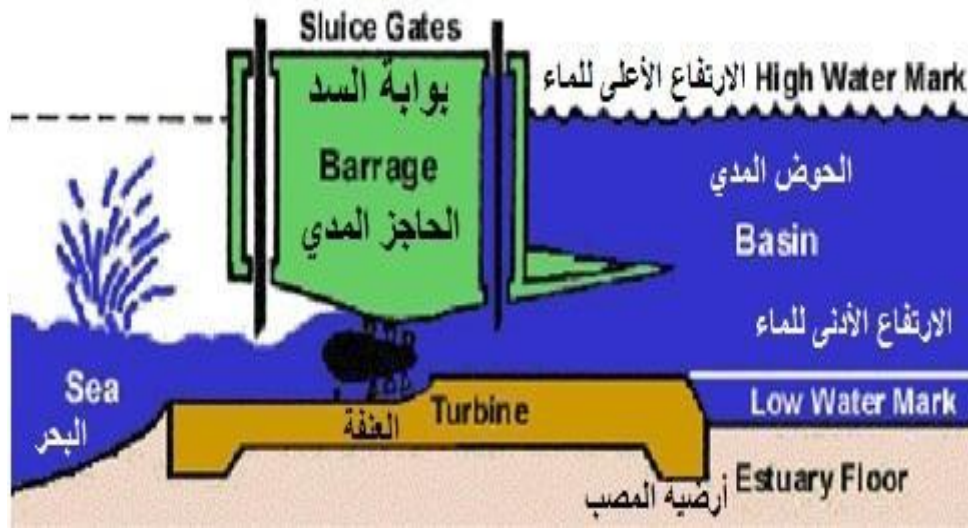 Sluice Gates
بوابة السد
Barrage
الحاجز المدي
الارتفاع الأعلى للماء High Water Mark
الحوض المدي
Basin
الارتفاع الأدنى للماء
Low Water Mark
Sea
البحر
Turbine
العنفة
Estuary Floor
أرضيه المصب